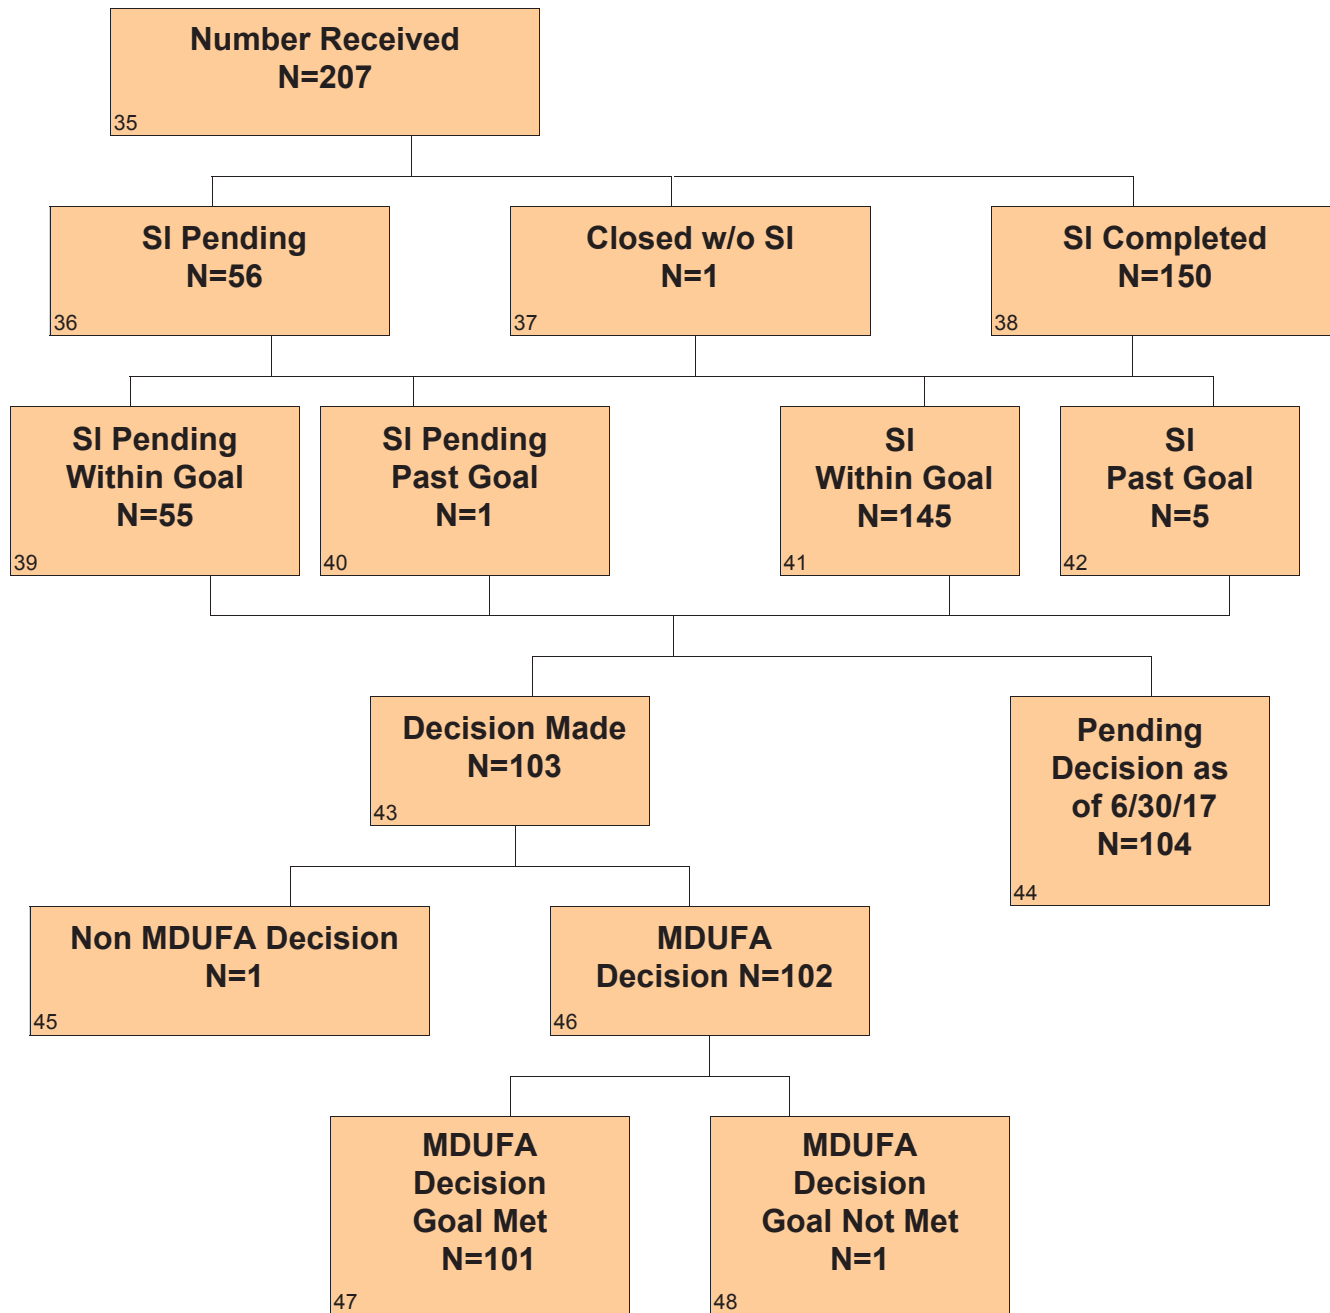 Number Received
N=207
35
SI Pending
N=56
36
Closed w/o SI
N=1
37
SI Completed
N=150
38
SI Pending
Within Goal
N=55
39
SI Pending
Past Goal
N=1
40
SI
Within Goal
N=145
41
SI
Past Goal
N=5
42
Decision Made
N=103
43
Pending
Decision as
of 6/30/17
N=104
44
Non MDUFA Decision
N=1
45
MDUFA
Decision N=102
46
MDUFA
Decision
Goal Met
N=101
47
MDUFA
Decision
Goal Not Met
N=1
48